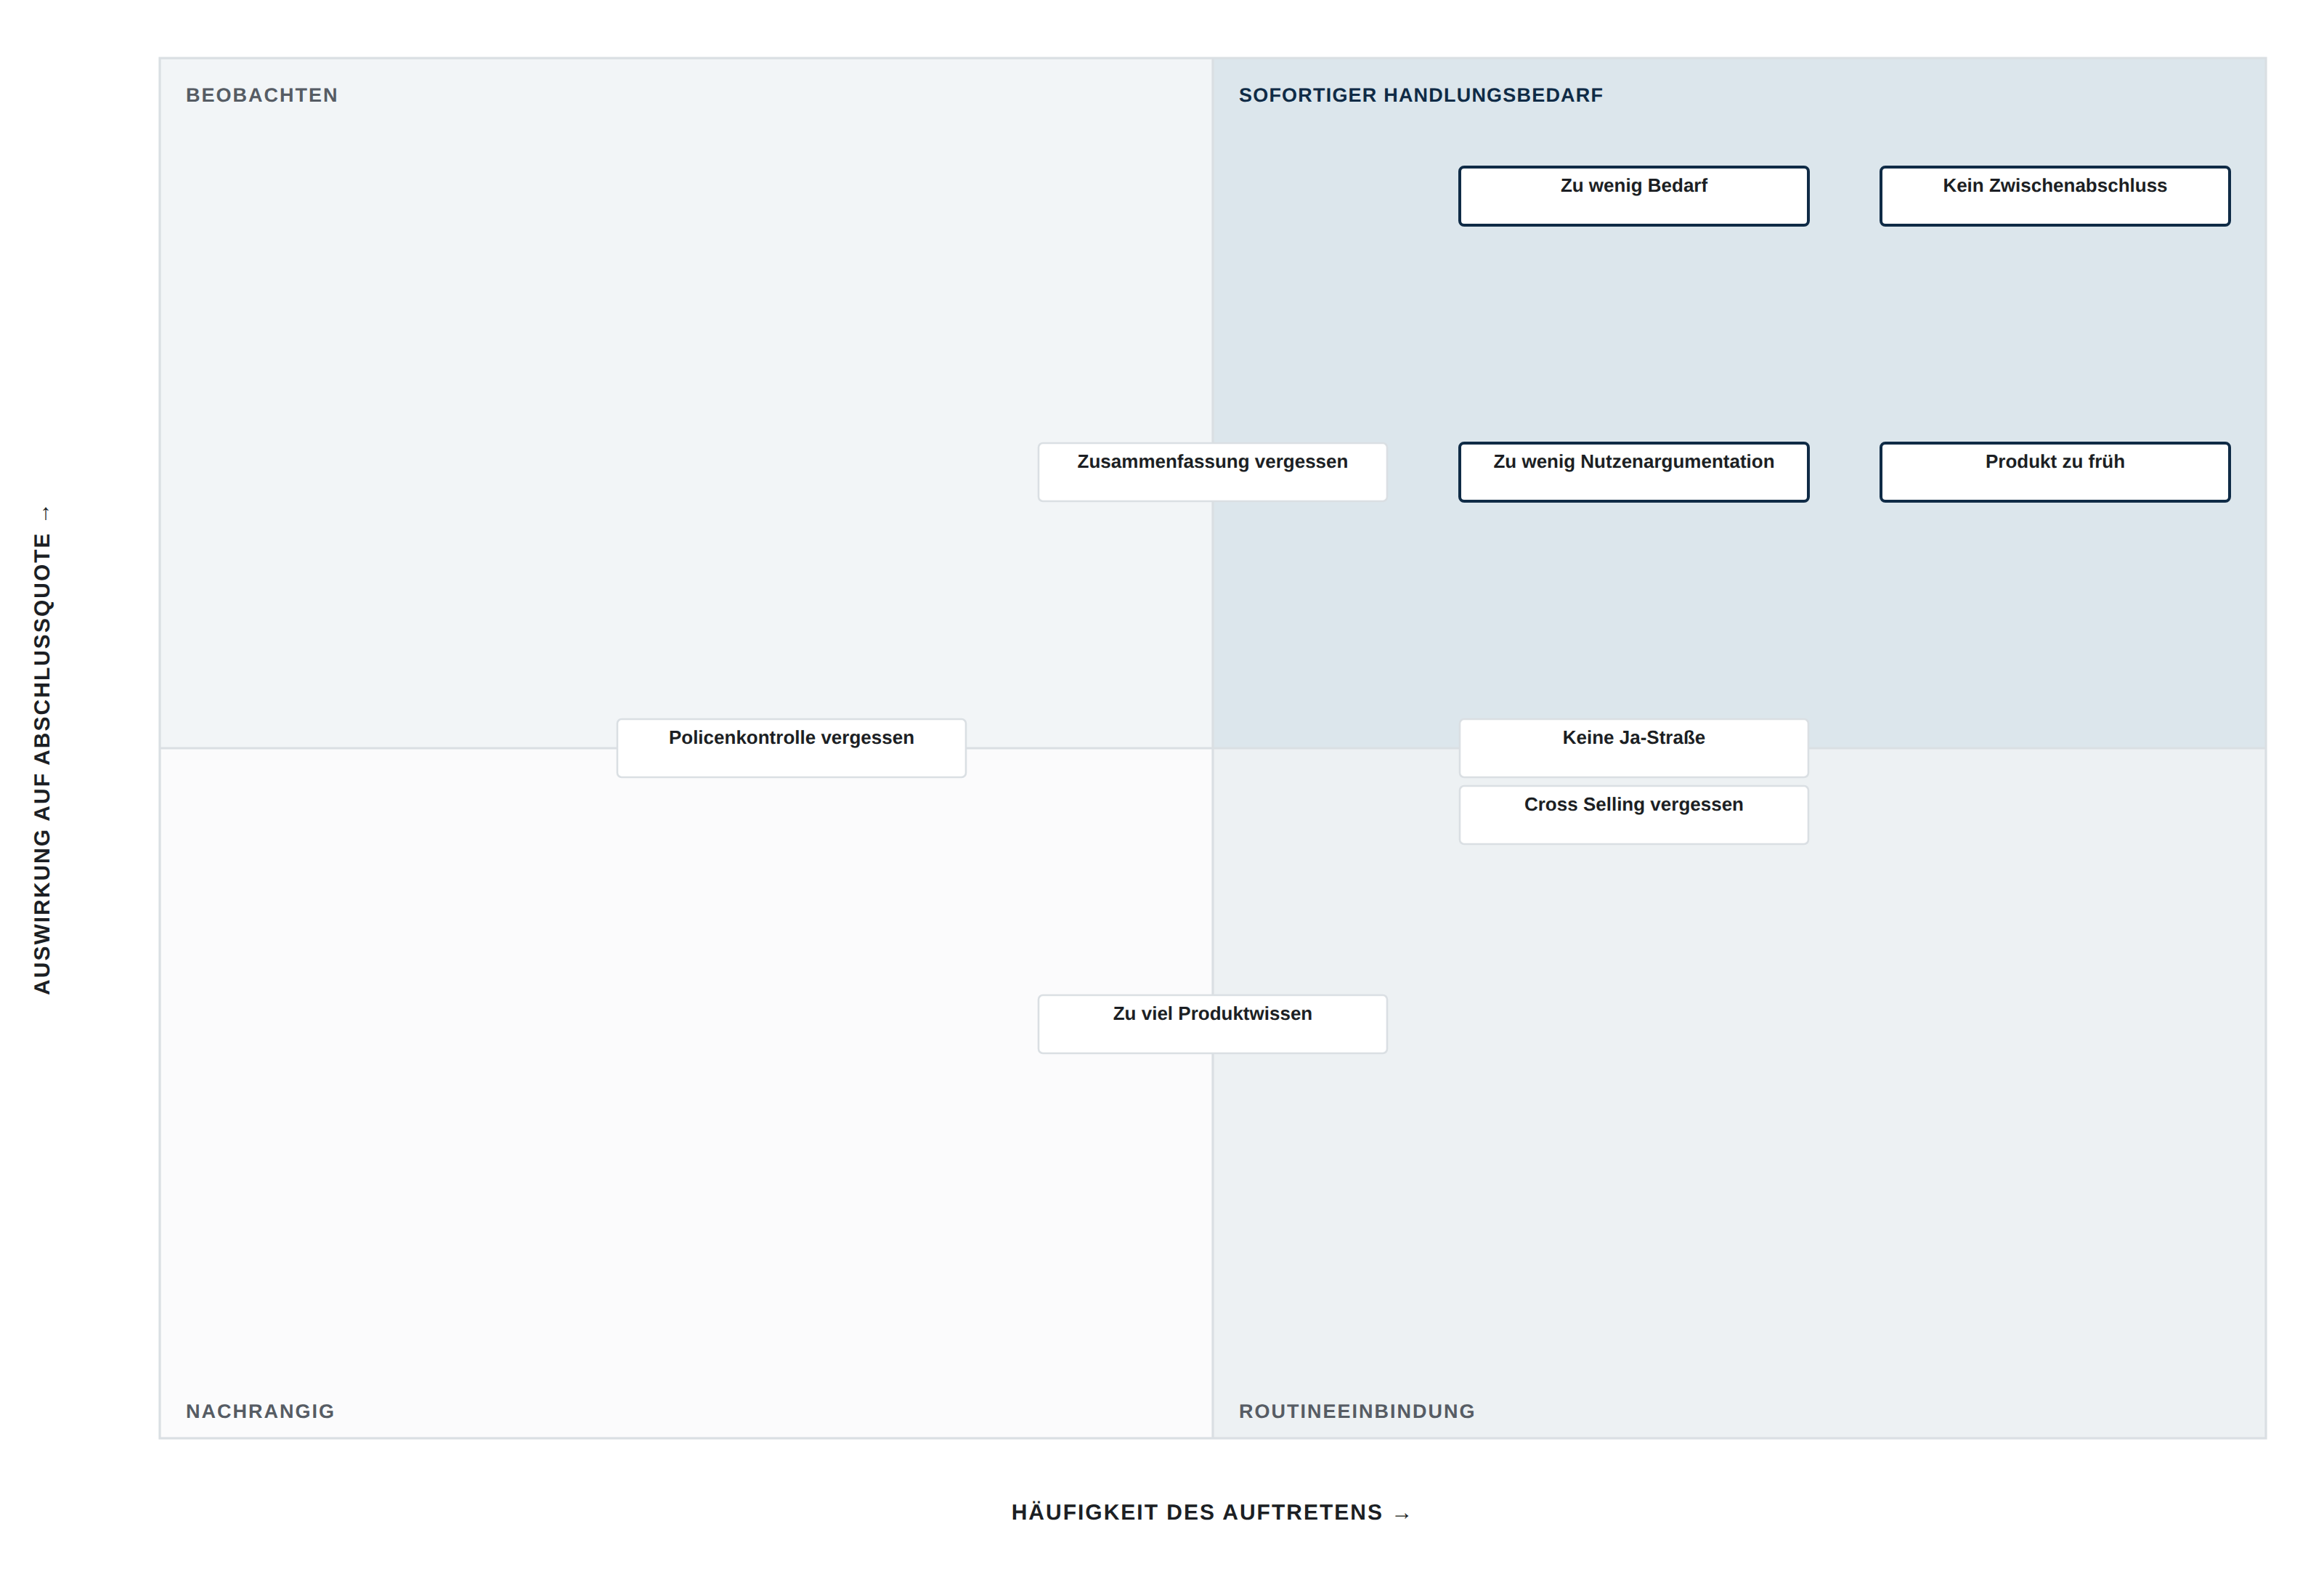 BEOBACHTEN
SOFORTIGER HANDLUNGSBEDARF
Zu wenig Bedarf
Kein Zwischenabschluss
Zusammenfassung vergessen
Zu wenig Nutzenargumentation
Produkt zu früh
AUSWIRKUNG AUF ABSCHLUSSQUOTE →
Policenkontrolle vergessen
Keine Ja-Straße
Cross Selling vergessen
Zu viel Produktwissen
NACHRANGIG
ROUTINEEINBINDUNG
HÄUFIGKEIT DES AUFTRETENS →